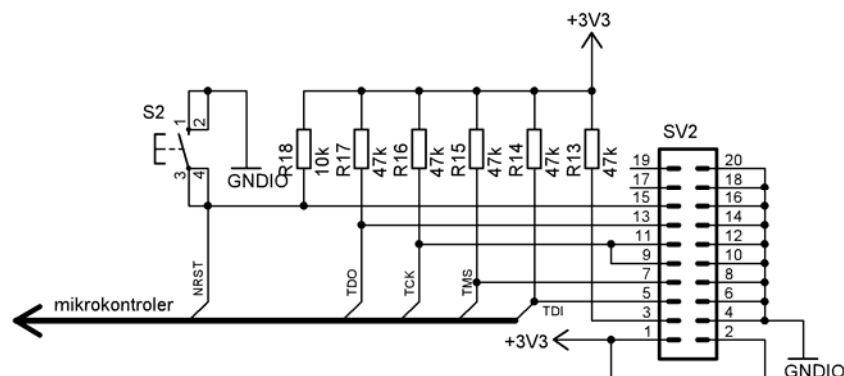 +3V3
S2
1
2
3
4
GNDIO
R18
10k
R17
47k
R16
47k
R15
47k
R14
47k
R13
47k
SV2
19 20
17 18
15 16
13 14
11 12
9 10
7 8
5 6
3 4
1 2
NRST
TDO
TCK
TMS
TDI
mikrokontroler
+3V3
GNDIO